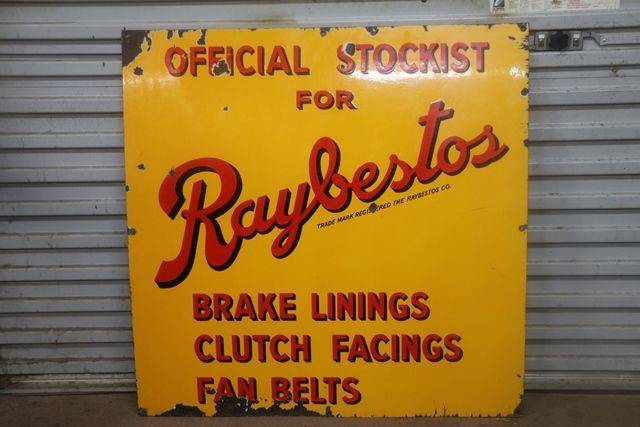 OFFICIAL STOCKIST
FOR
Raybestos
TRADE MARK REGISTERED THE RAYBESTOS CO.
BRAKE LININGS
CLUTCH FACINGS
FAN BELTS